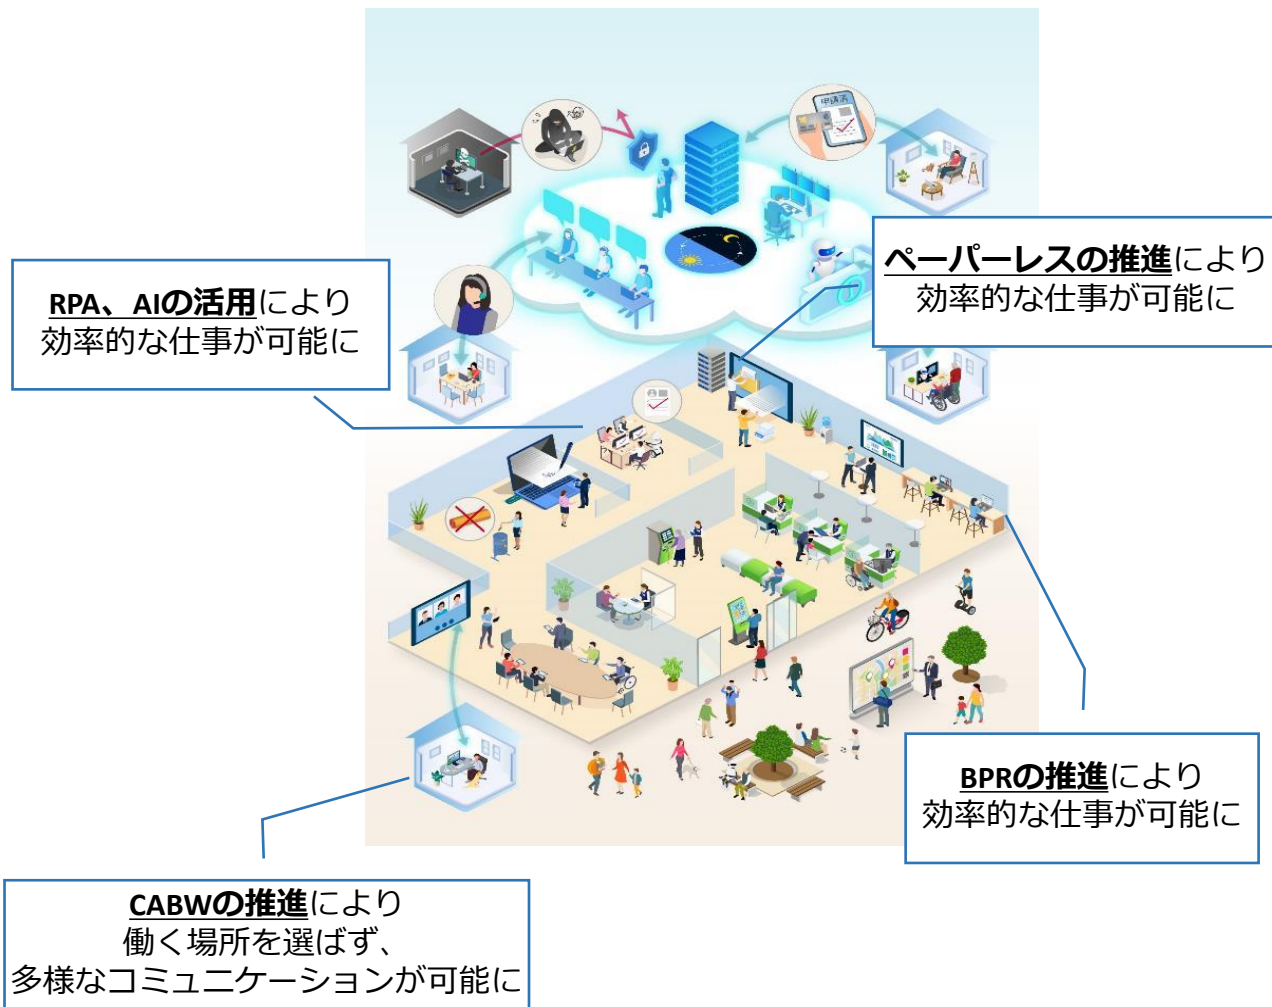 申請済
ペーパーレスの推進により
効率的な仕事が可能に
RPA、AIの活用により
効率的な仕事が可能に
BPRの推進により
効率的な仕事が可能に
CABWの推進により
働く場所を選ばず、
多様なコミュニケーションが可能に